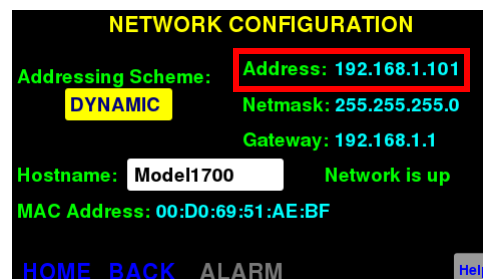 NETWORK CONFIGURATION
Addressing Scheme:
DYNAMIC
Address: 192.168.1.101
Netmask: 255.255.255.0
Gateway: 192.168.1.1
Hostname: Model1700
Network is up
MAC Address: 00:D0:69:51:AE:BF
HOME BACK ALARM
Help